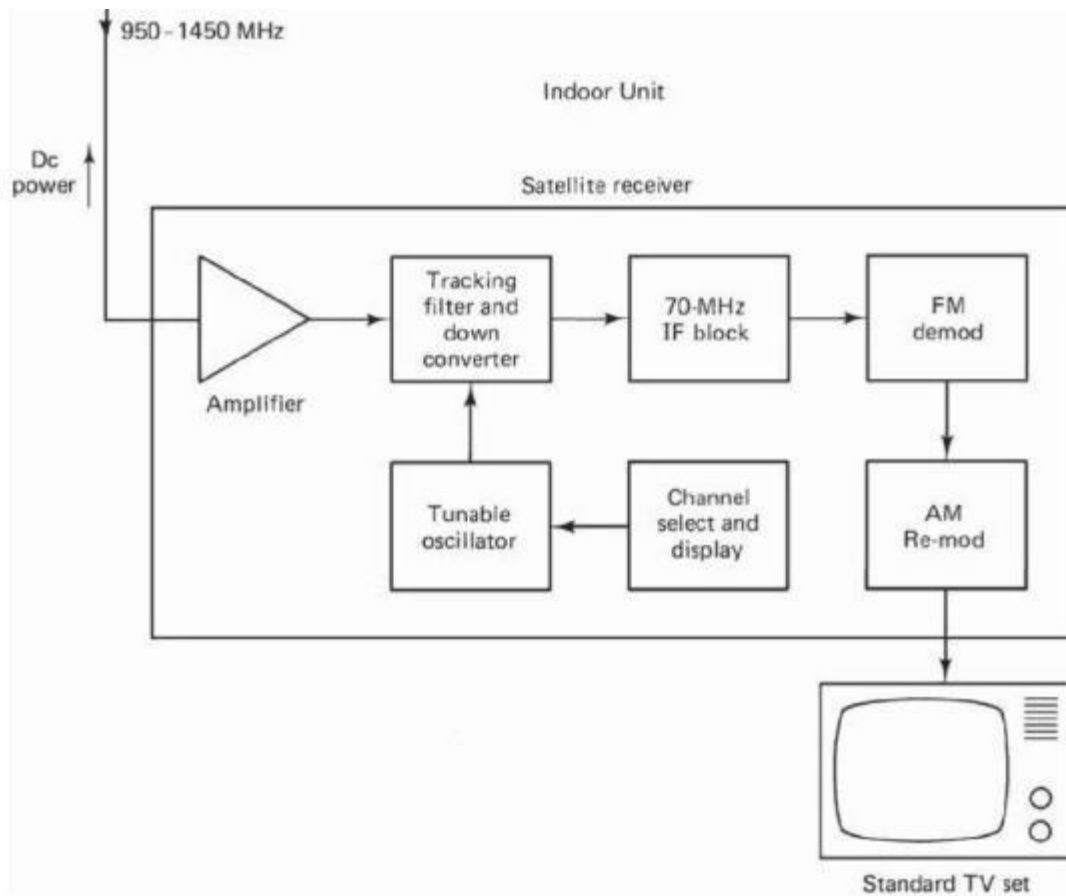 950-1450 MHz
Indoor Unit
Dc
power
Satellite receiver
Tracking
filter and
down
converter
70-MHz
IF block
FM
demod
Amplifier
Tunable
oscillator
Channel
select and
display
AM
Re-mod
Standard TV set